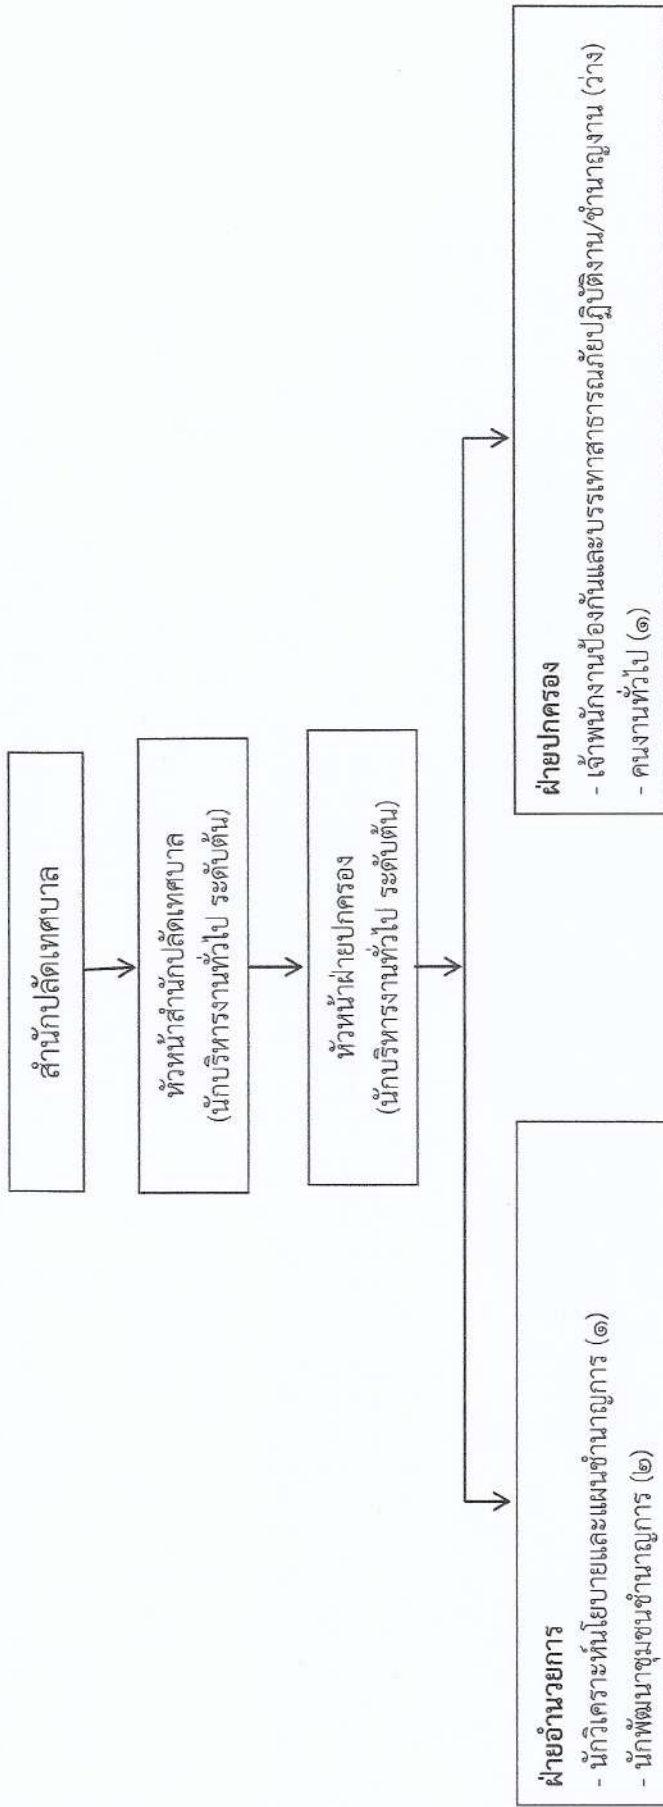 สำนักปลัดเทศบาล
หัวหน้าสำนักปลัดเทศบาล
(นักบริหารงานทั่วไป ระดับต้น)
หัวหน้าฝ่ายปกครอง
(นักบริหารงานทั่วไป ระดับต้น)
ฝ่ายอำนวยการ
- นักวิเคราะห์นโยบายและแผนชำนาญการ (๑)
- นักพัฒนาชุมชนชำนาญการ (๒)
ฝ่ายปกครอง
- เจ้าพนักงานป้องกันและบรรเทาสาธารณภัยปฏิบัติงาน/ชำนาญงาน (ว่าง)
- คนงานทั่วไป (๑)